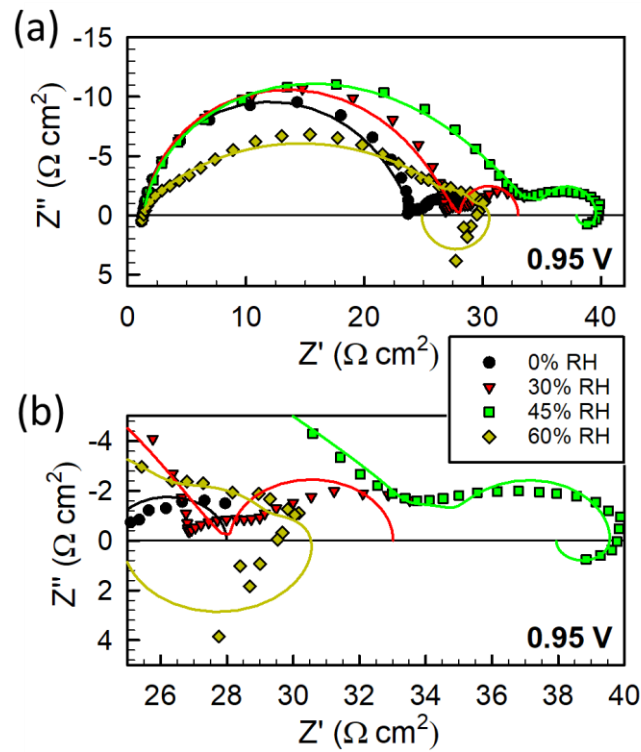 (a)
-15
-10
-5
0
5
Z'' (Ω cm²)
0 10 20 30 40
Z' (Ω cm²)
0.95 V
0% RH
30% RH
45% RH
60% RH
(b)
-4
-2
0
2
4
Z'' (Ω cm²)
26 28 30 32 34 36 38 40
Z' (Ω cm²)
0.95 V